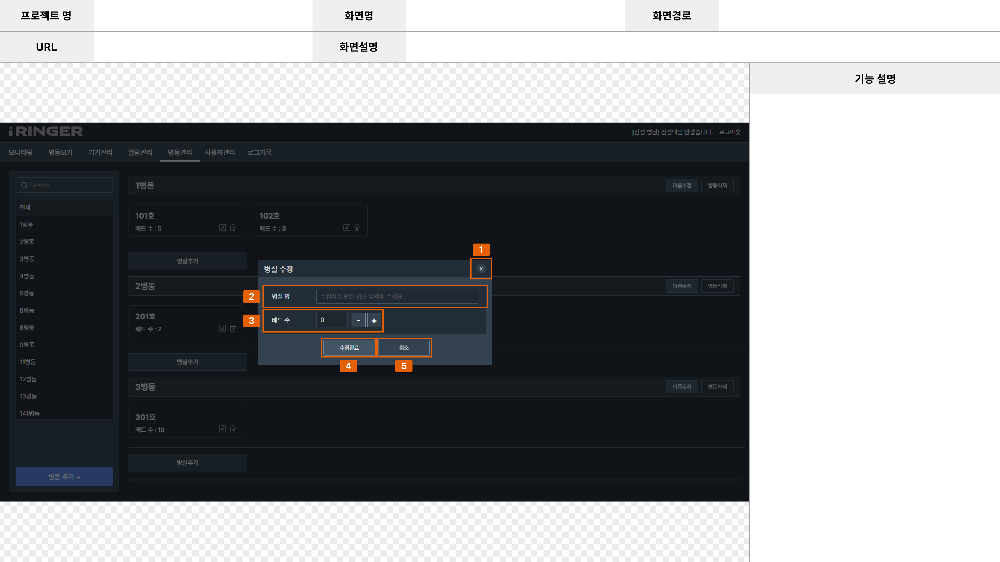 프로젝트 명
화면명
화면경로
URL
화면설명
기능 설명
iRINGER
[신성 병원] 신성택님 반갑습니다. 로그아웃
모니터링 병동보기 기기관리 알람관리 병동관리 사용자관리 로그기록
Search
전체
1병동
2병동
3병동
4병동
5병동
6병동
8병동
9병동
11병동
12병동
13병동
141병동
병동 추가 +
1병동
이름수정 병동삭제
101호
베드 수 : 5
102호
베드 수 : 3
병실추가
2병동
이름수정 병동삭제
201호
베드 수 : 2
병실추가
3병동
이름수정 병동삭제
301호
베드 수 : 10
병실추가
1
병실 수정
x
2
병실 명 수정하실 병실 명을 입력해 주세요.
3
베드 수 0 - +
수정완료 취소
4 5